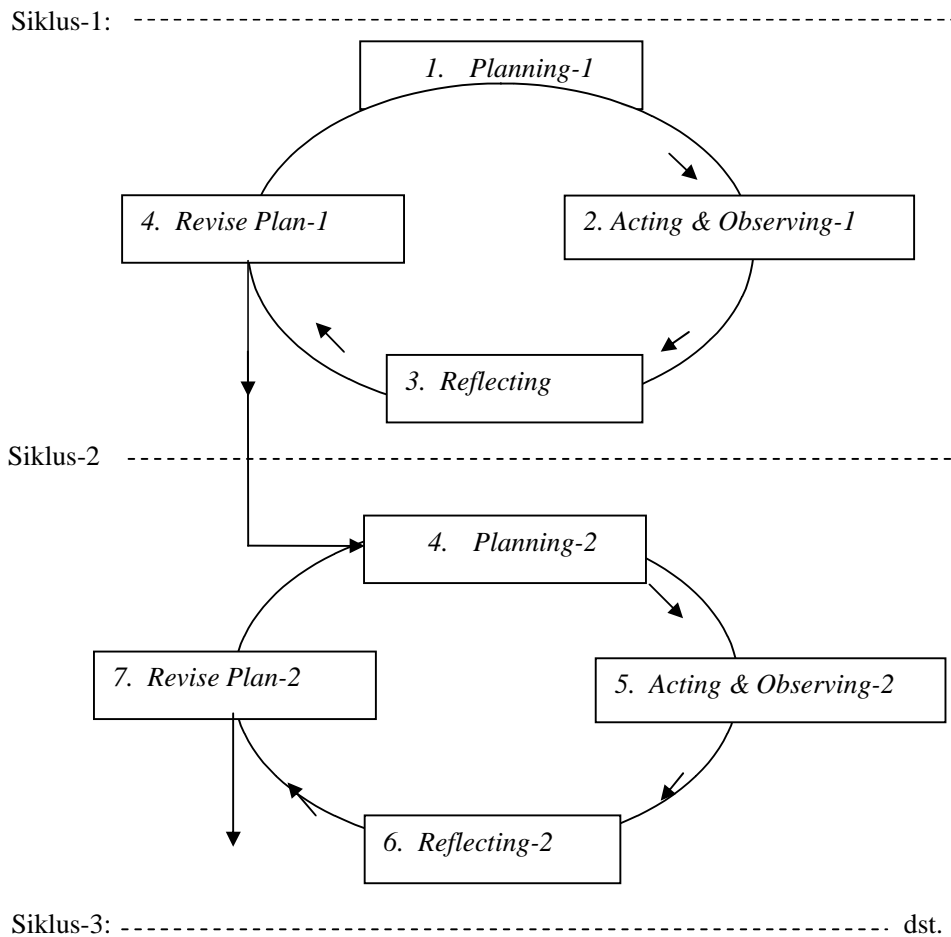 Siklus-1:
1. Planning-1
4. Revise Plan-1
2. Acting & Observing-1
3. Reflecting
Siklus-2
4. Planning-2
7. Revise Plan-2
5. Acting & Observing-2
6. Reflecting-2
Siklus-3: dst.